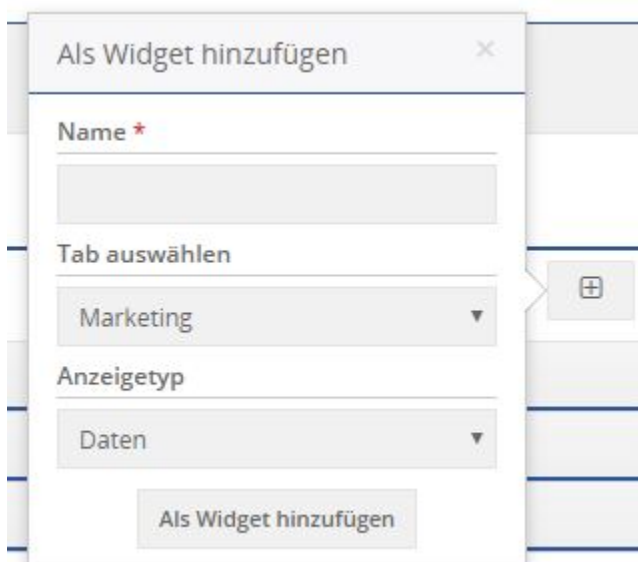 Als Widget hinzufügen ×
Name *
Tab auswählen
Marketing
Anzeigetyp
Daten
Als Widget hinzufügen